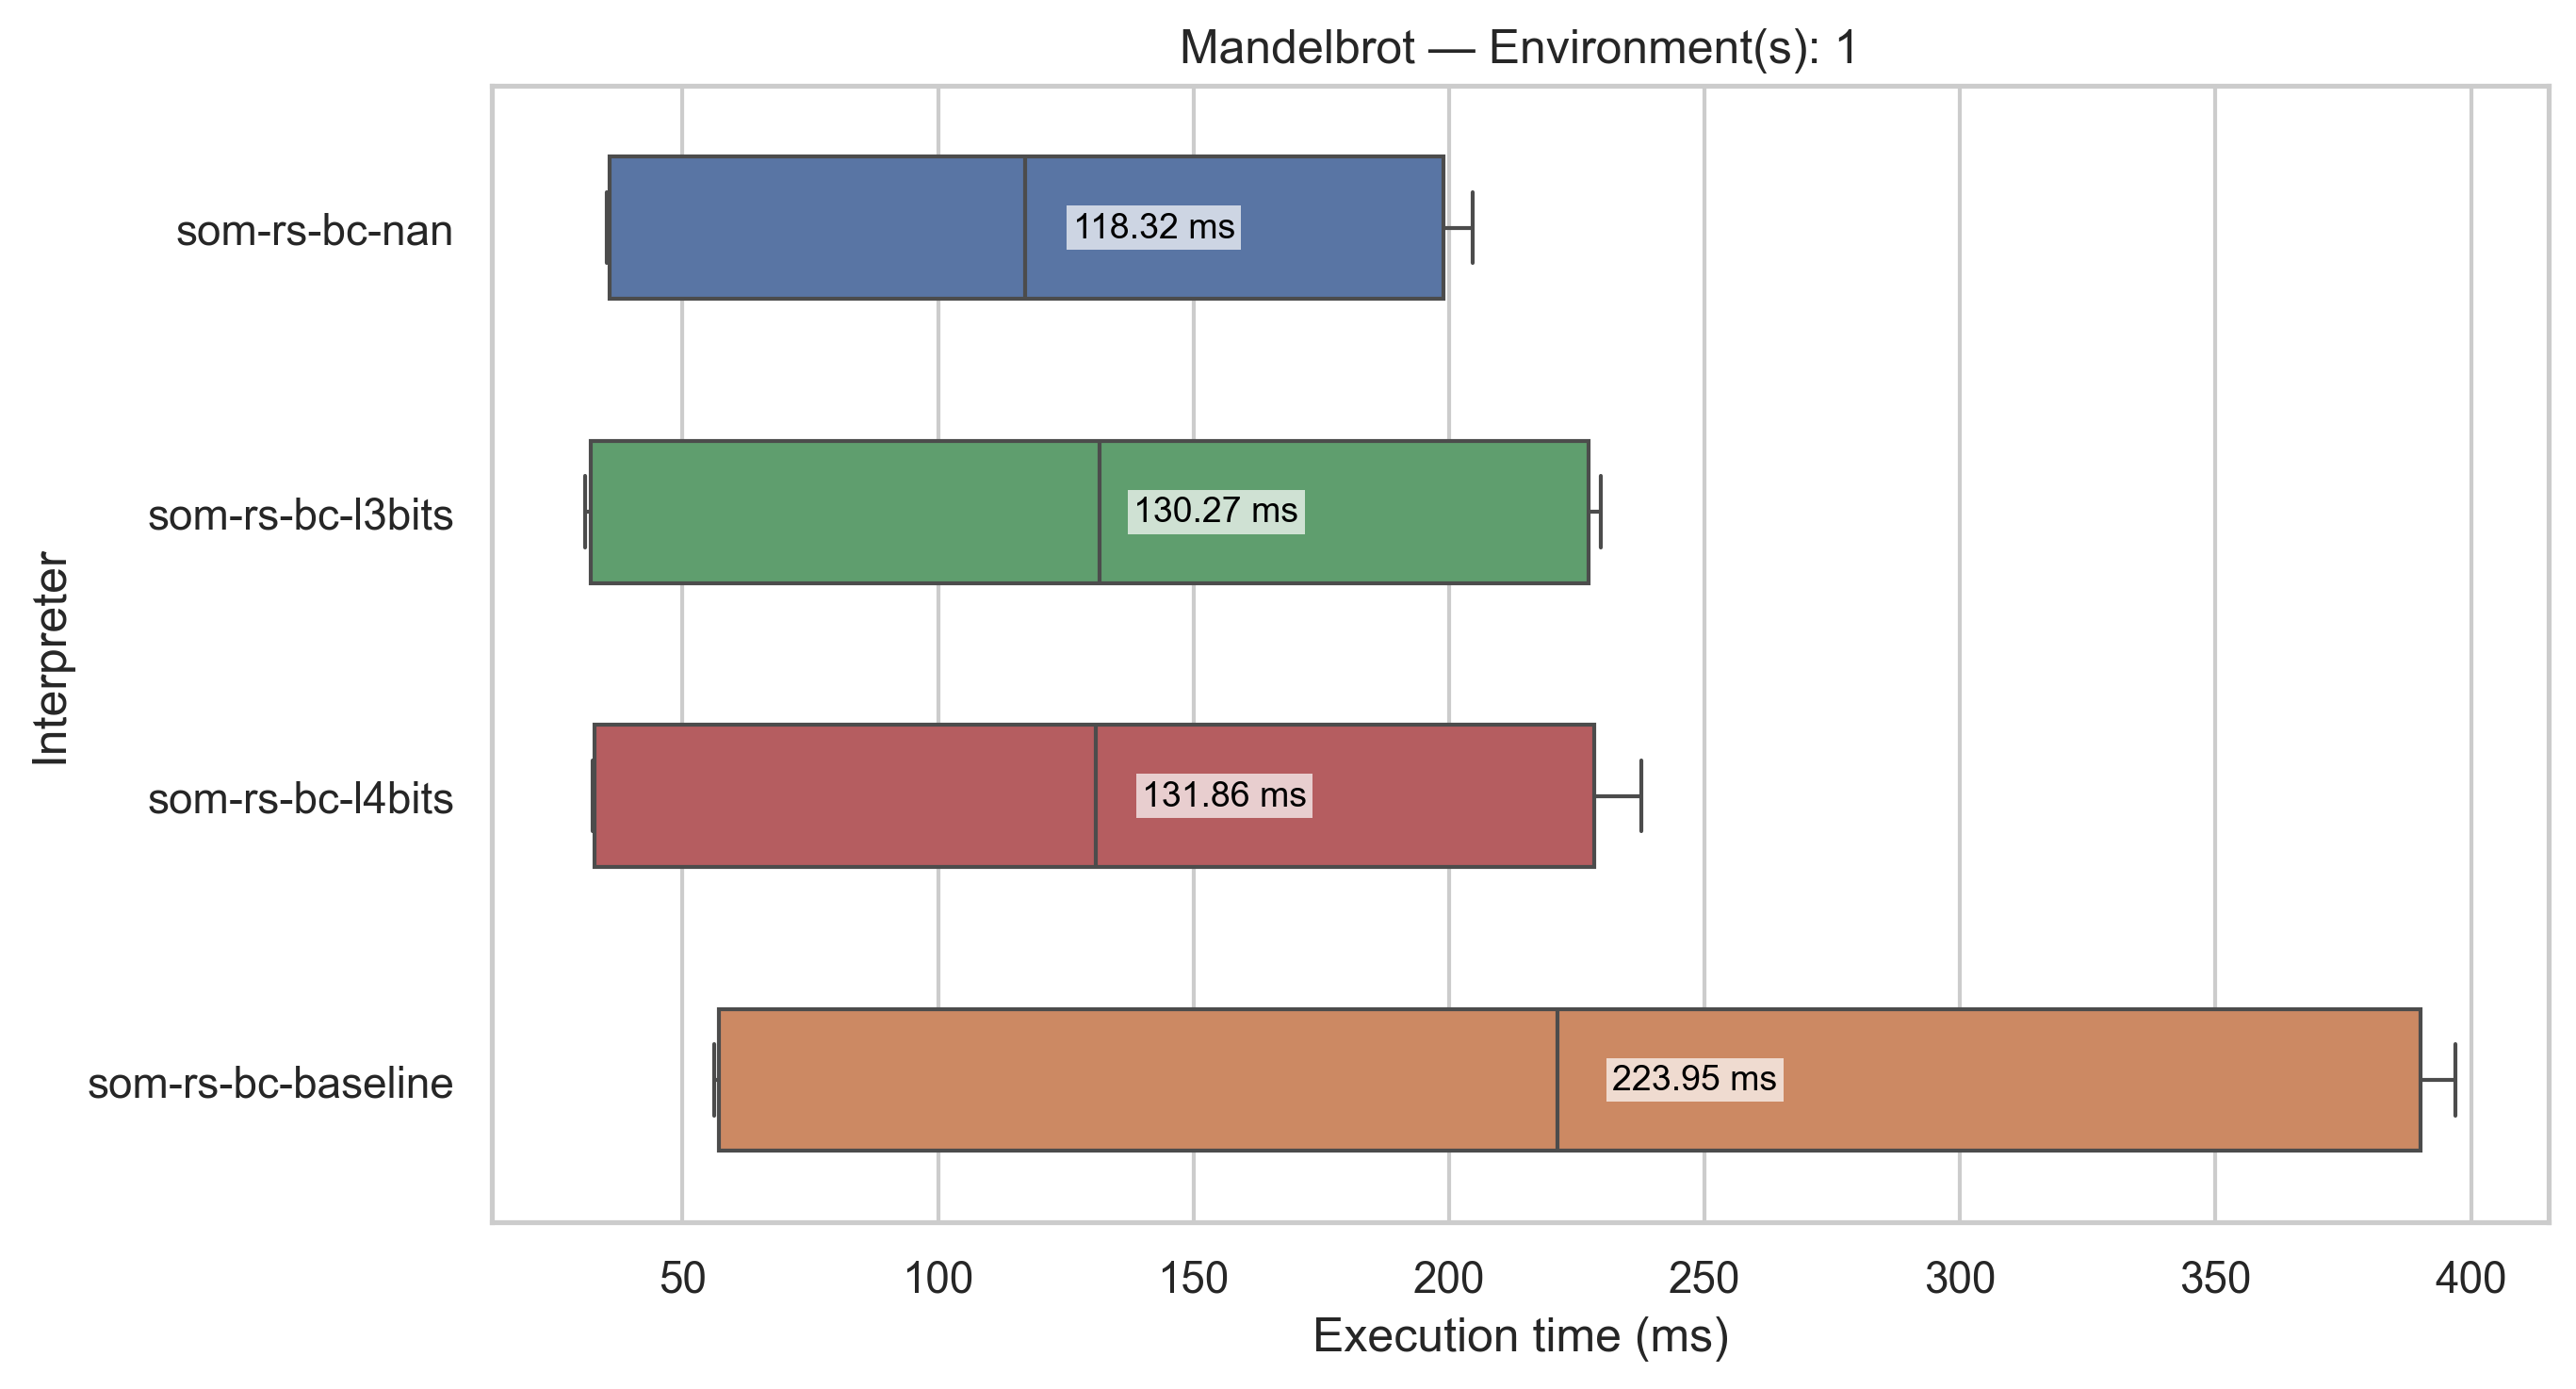 Mandelbrot — Environment(s): 1
Interpreter
som-rs-bc-nan
118.32 ms
som-rs-bc-l3bits
130.27 ms
som-rs-bc-l4bits
131.86 ms
som-rs-bc-baseline
223.95 ms
50 100 150 200 250 300 350 400
Execution time (ms)